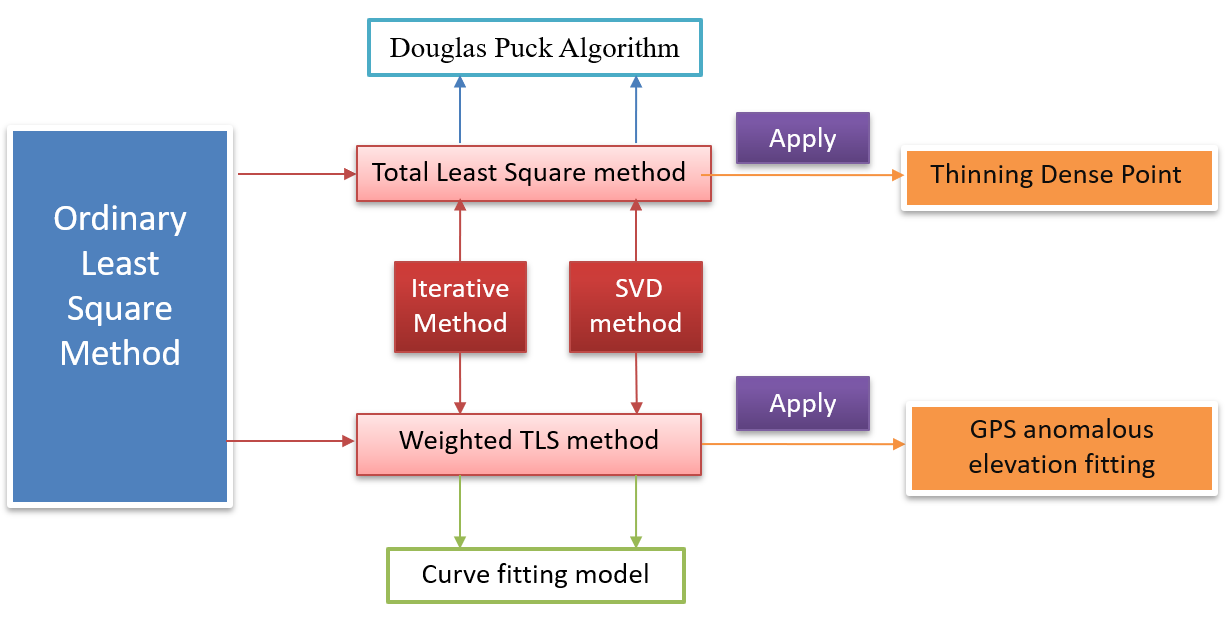 Douglas Puck Algorithm
Ordinary
Least
Square
Method
Total Least Square method
Apply
Thinning Dense Point
Iterative
Method
SVD
method
Weighted TLS method
Apply
GPS anomalous
elevation fitting
Curve fitting model